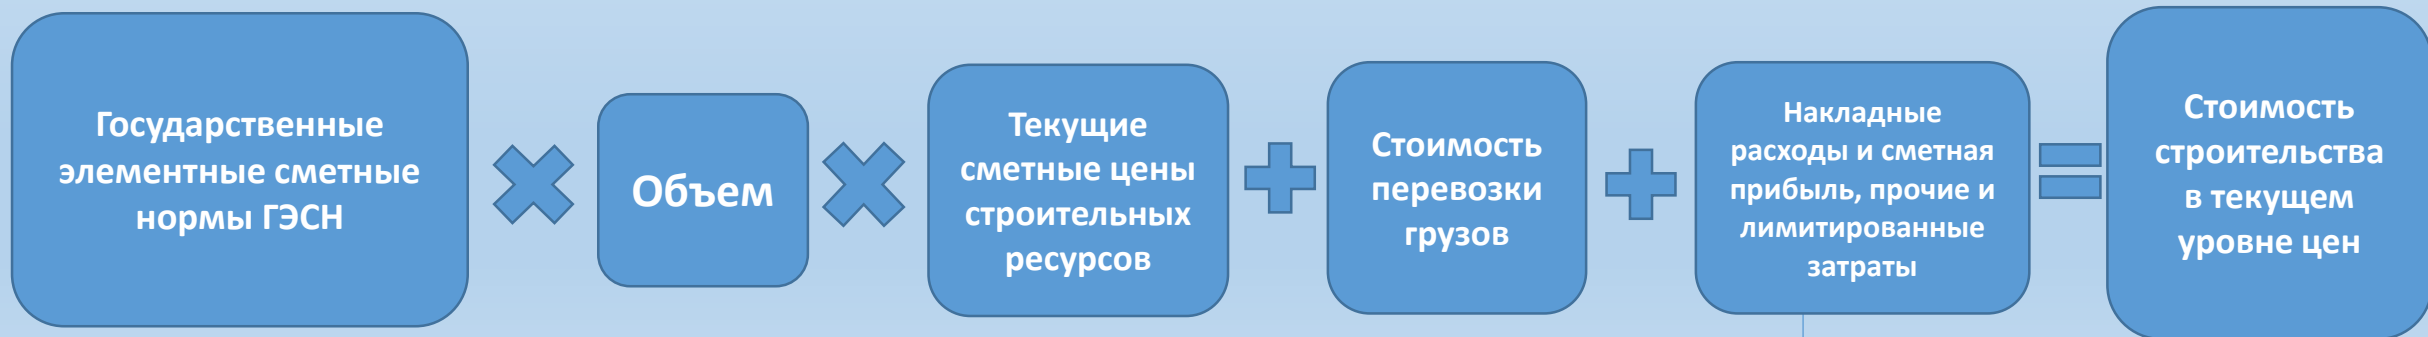 Государственные
элементные сметные
нормы ГЭСН
Объем
Текущие
сметные цены
строительных
ресурсов
Стоимость
перевозки
грузов
Накладные
расходы и сметная
прибыль, прочие и
лимитированные
затраты
Стоимость
строительства
в текущем
уровне цен